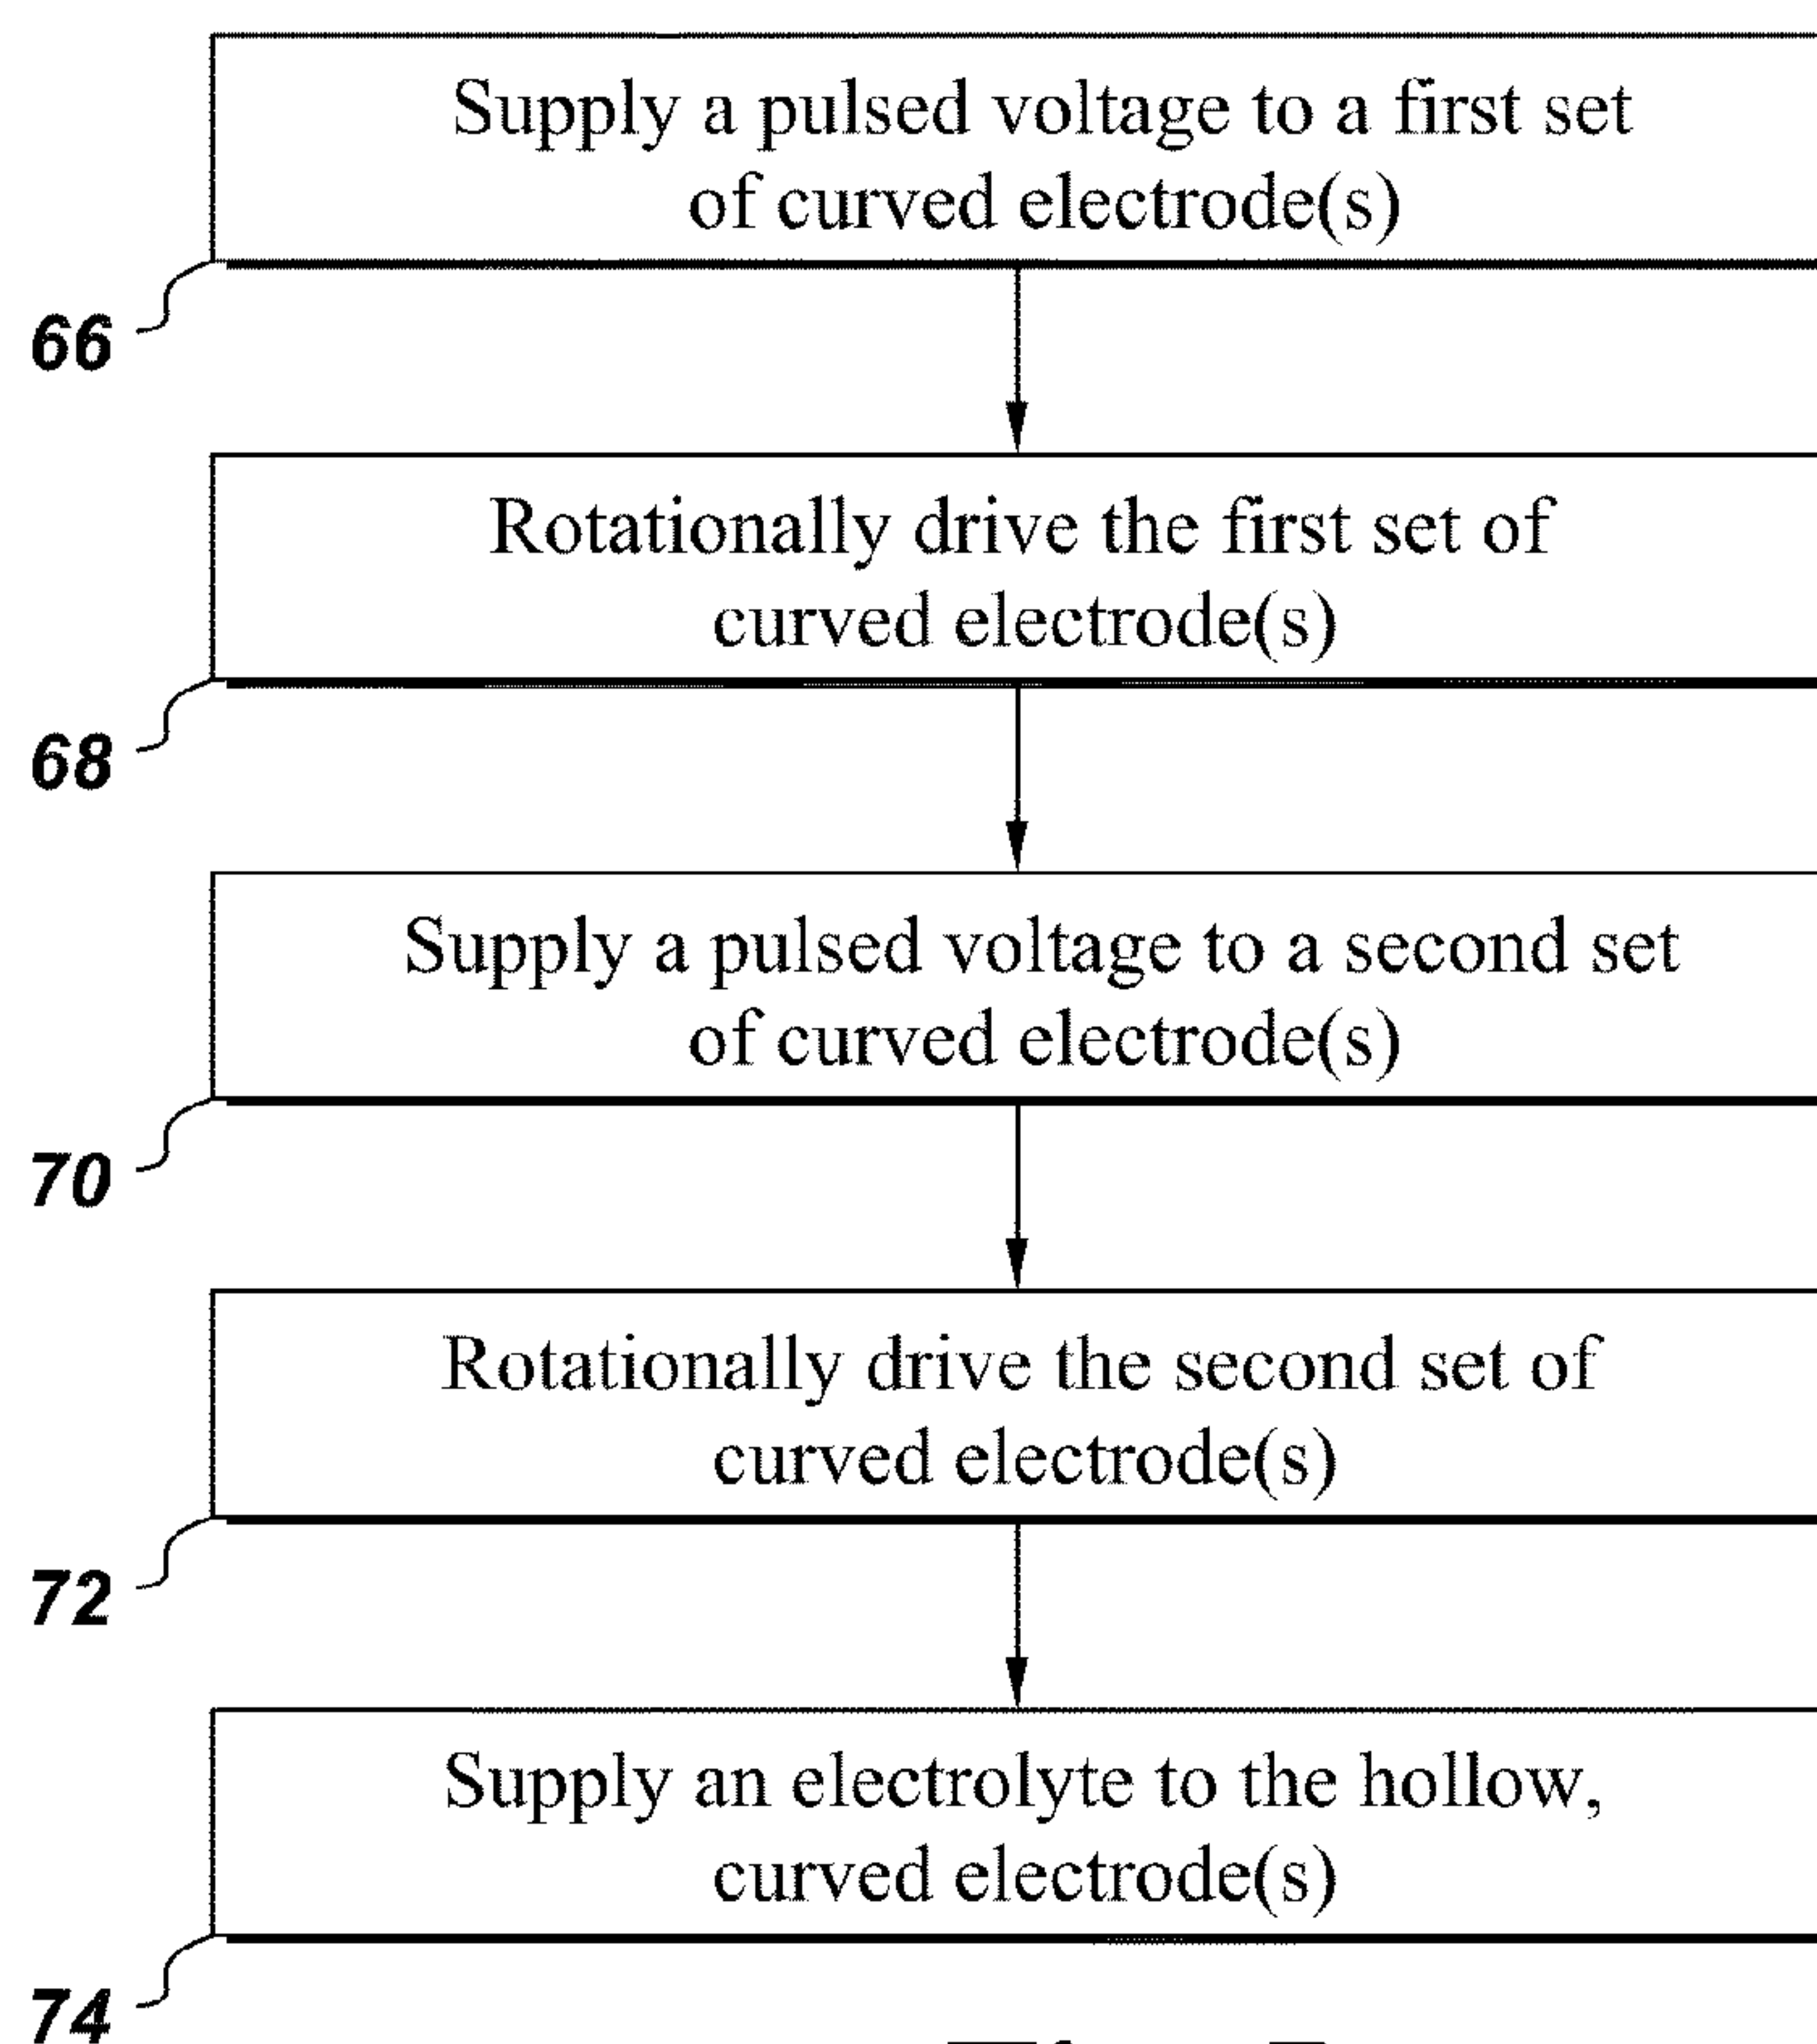 Supply a pulsed voltage to a first set
of curved electrode(s)
66
Rotationally drive the first set of
curved electrode(s)
68
Supply a pulsed voltage to a second set
of curved electrode(s)
70
Rotationally drive the second set of
curved electrode(s)
72
Supply an electrolyte to the hollow,
curved electrode(s)
74